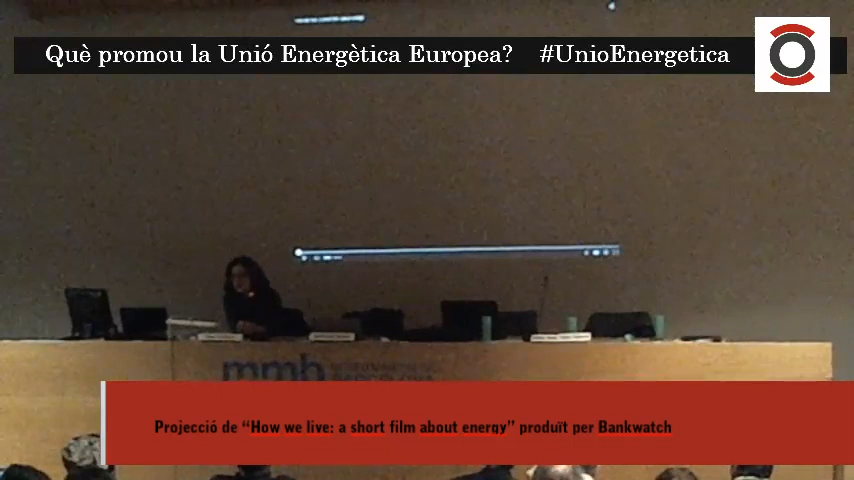 Què promou la Unió Energètica Europea? #UnioEnergetica
mmb
Projecció de “How we live: a short film about energy” produït per Bankwatch